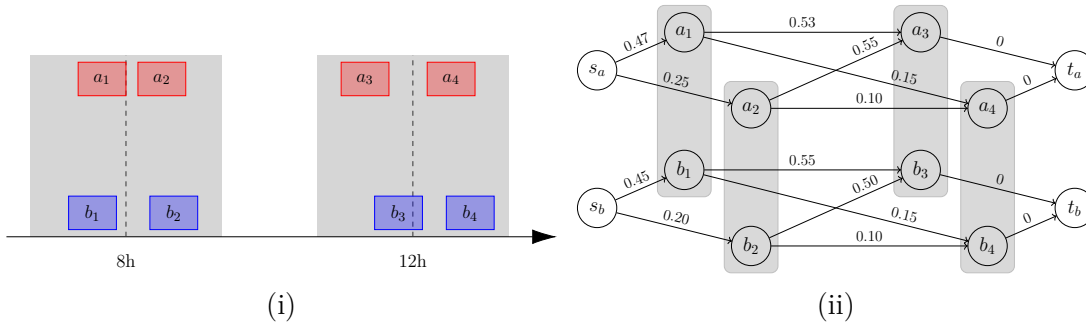 a₁ a₂ a₃ a₄
b₁ b₂ b₃ b₄
8h 12h
(i)
0.53
a₁ a₃
0.47 0.55 0
sₐ tₐ
0.25 0.15 0
0.10
a₂ a₄
0.55
b₁ b₃
0.45 0.50 0
s_b t_b
0.20 0.15 0
0.10
b₂ b₄
(ii)